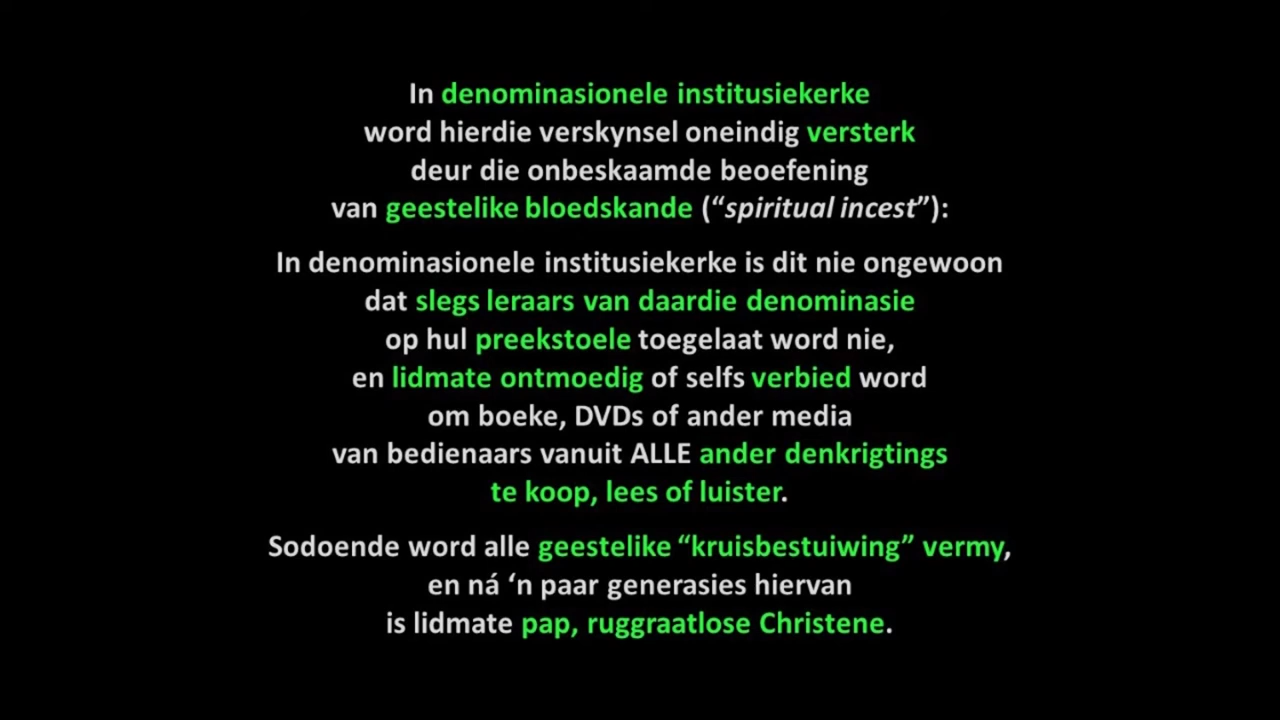 In denominasionele institusiekerke
word hierdie verskynsel oneindig versterk
deur die onbeskaamde beoefening
van geestelike bloedskande (“spiritual incest”):
In denominasionele institusiekerke is dit nie ongewoon
dat slegs leraars van daardie denominasie
op hul preekstoele toegelaat word nie,
en lidmate ontmoedig of selfs verbied word
om boeke, DVDs of ander media
van bedienaars vanuit ALLE ander denkrigtings
te koop, lees of luister.
Sodoende word alle geestelike “kruisbestuiwing” vermy,
en ná ‘n paar generasies hiervan
is lidmate pap, ruggraatlose Christene.